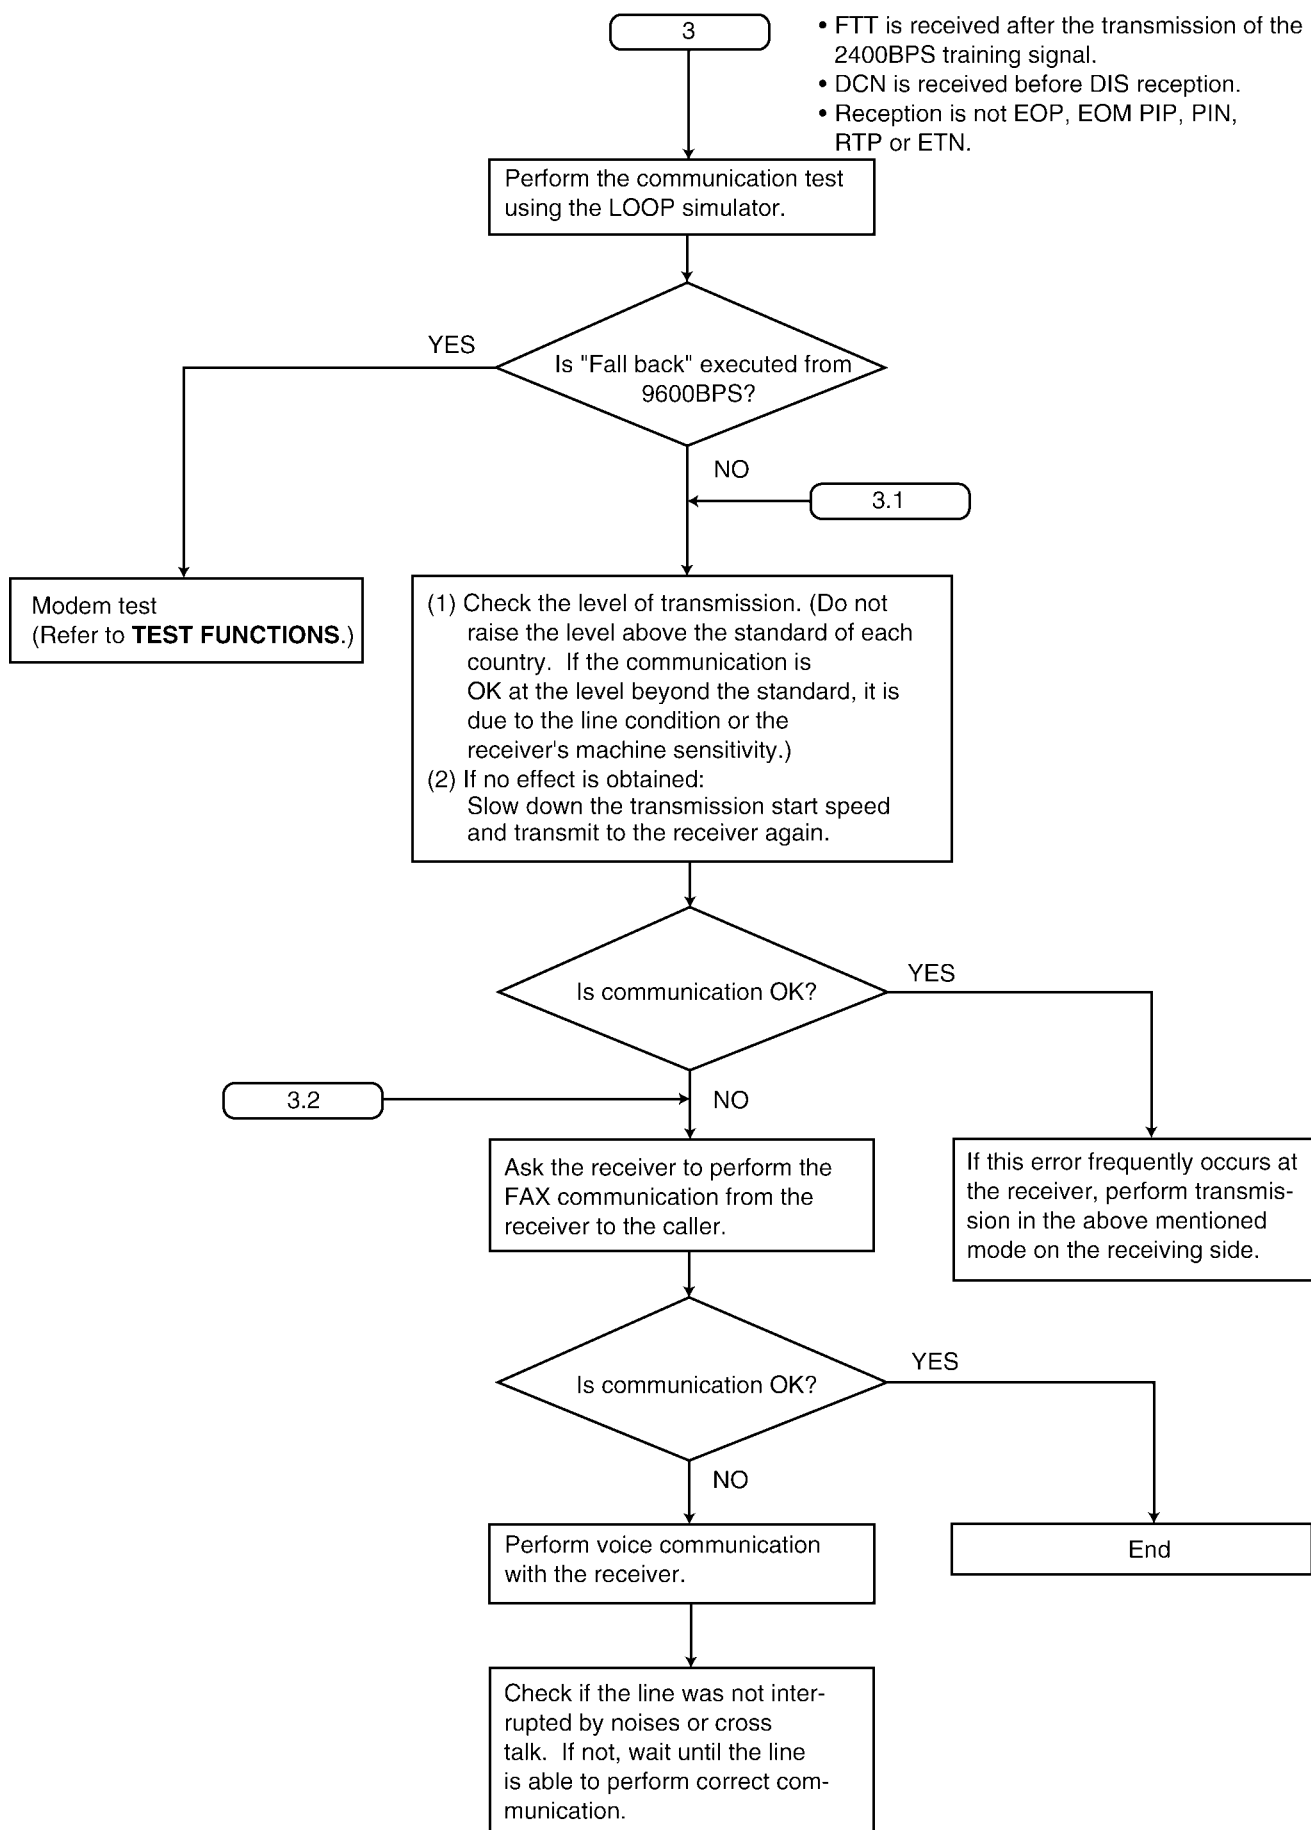 3
• FTT is received after the transmission of the
2400BPS training signal.
• DCN is received before DIS reception.
• Reception is not EOP, EOM PIP, PIN,
RTP or ETN.
Perform the communication test
using the LOOP simulator.
YES
Is "Fall back" executed from
9600BPS?
NO
3.1
Modem test
(Refer to TEST FUNCTIONS.)
(1) Check the level of transmission. (Do not
raise the level above the standard of each
country. If the communication is
OK at the level beyond the standard, it is
due to the line condition or the
receiver's machine sensitivity.)
(2) If no effect is obtained:
Slow down the transmission start speed
and transmit to the receiver again.
Is communication OK?
YES
3.2
NO
Ask the receiver to perform the
FAX communication from the
receiver to the caller.
If this error frequently occurs at
the receiver, perform transmis-
sion in the above mentioned
mode on the receiving side.
Is communication OK?
YES
NO
Perform voice communication
with the receiver.
End
Check if the line was not inter-
rupted by noises or cross
talk. If not, wait until the line
is able to perform correct com-
munication.